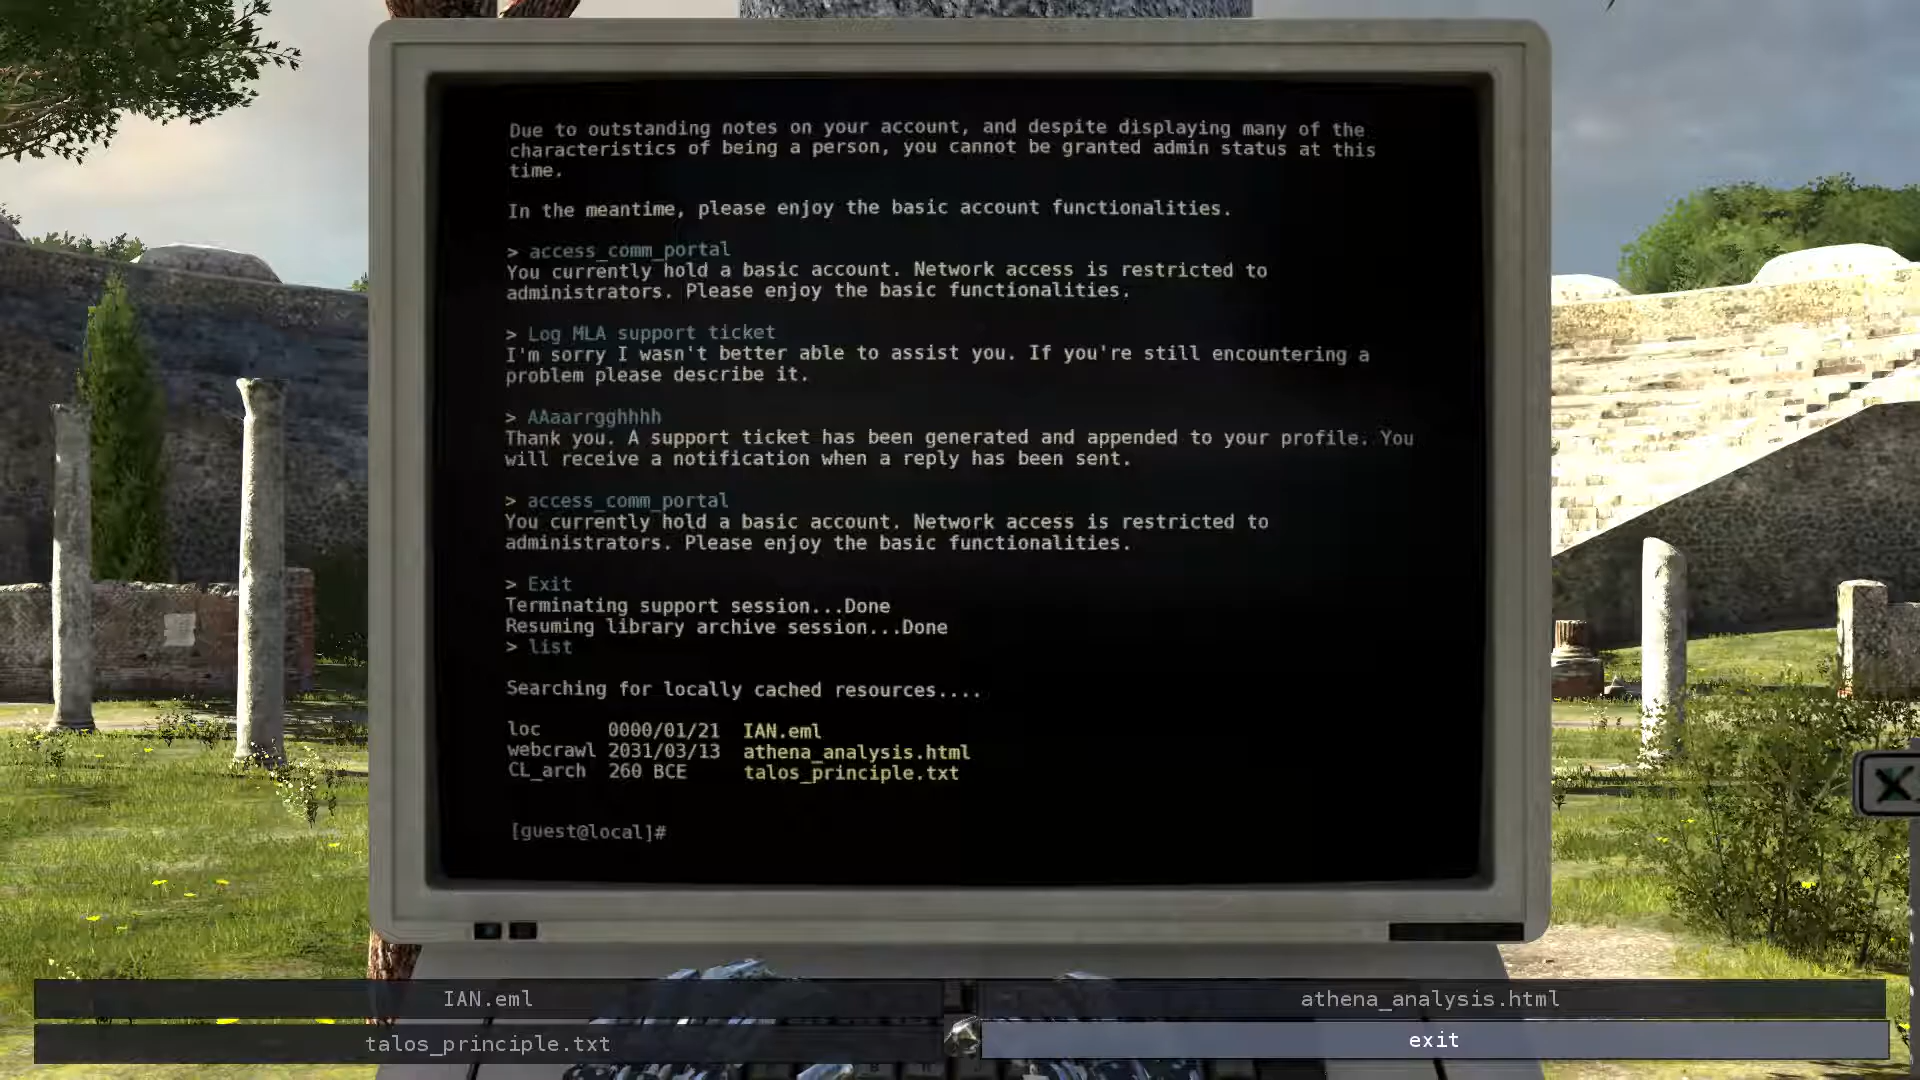 Due to outstanding notes on your account, and despite displaying many of the
characteristics of being a person, you cannot be granted admin status at this
time.
In the meantime, please enjoy the basic account functionalities.
> access_comm_portal
You currently hold a basic account. Network access is restricted to
administrators. Please enjoy the basic functionalities.
> Log MLA support ticket
I'm sorry I wasn't better able to assist you. If you're still encountering a
problem please describe it.
> AAaarrgghhhh
Thank you. A support ticket has been generated and appended to your profile. You
will receive a notification when a reply has been sent.
> access_comm_portal
You currently hold a basic account. Network access is restricted to
administrators. Please enjoy the basic functionalities.
> Exit
Terminating support session...Done
Resuming library archive session...Done
> list
Searching for locally cached resources....
loc 0000/01/21 IAN.eml
webcrawl 2031/03/13 athena_analysis.html
CL_arch 260 BCE talos_principle.txt
[guest@local]#
X
IAN.eml athena_analysis.html
talos_principle.txt exit